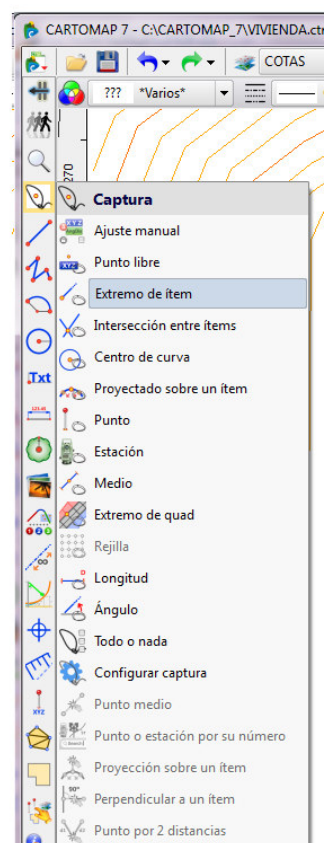 CARTOMAP 7 - C:\CARTOMAP_7\VIVIENDA.ctm
COTAS
??? *Varios*
270
Captura
Ajuste manual
Punto libre
Extremo de ítem
Intersección entre ítems
Centro de curva
Proyectado sobre un ítem
.Txt
Punto
Estación
Medio
Extremo de quad
Rejilla
Longitud
Ángulo
Todo o nada
Configurar captura
Punto medio
XYZ
Punto o estación por su número
Proyección sobre un ítem
90°
Perpendicular a un ítem
Punto por 2 distancias